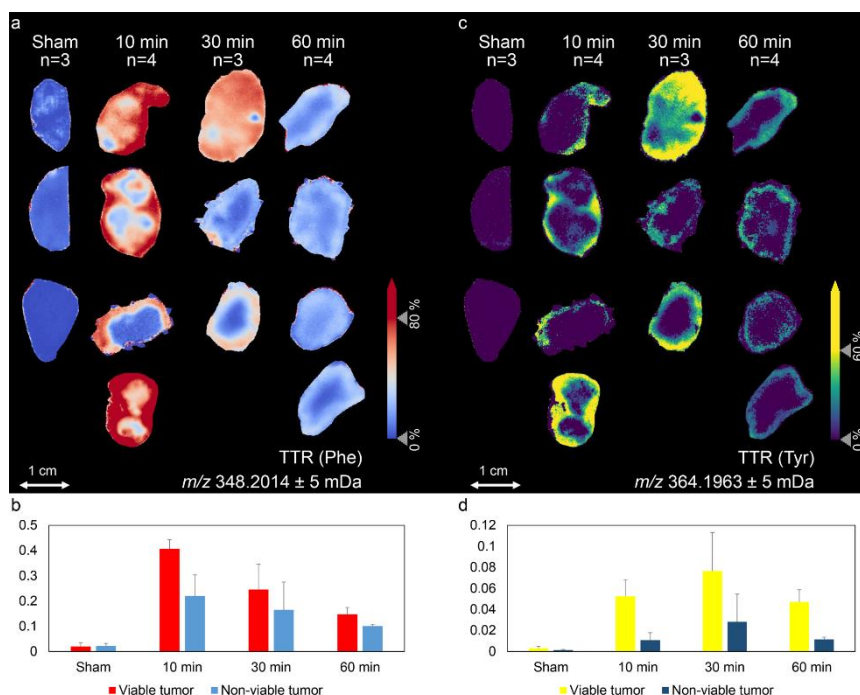 a
Sham 10 min 30 min 60 min
n=3 n=4 n=3 n=4
80 %
0 %
1 cm
TTR (Phe)
m/z 348.2014 ± 5 mDa
c
Sham 10 min 30 min 60 min
n=3 n=4 n=3 n=4
60 %
0 %
1 cm
TTR (Tyr)
m/z 364.1963 ± 5 mDa
b
0.5
0.4
0.3
0.2
0.1
0
Sham 10 min 30 min 60 min
Viable tumor Non-viable tumor
d
0.12
0.1
0.08
0.06
0.04
0.02
0
Sham 10 min 30 min 60 min
Viable tumor Non-viable tumor